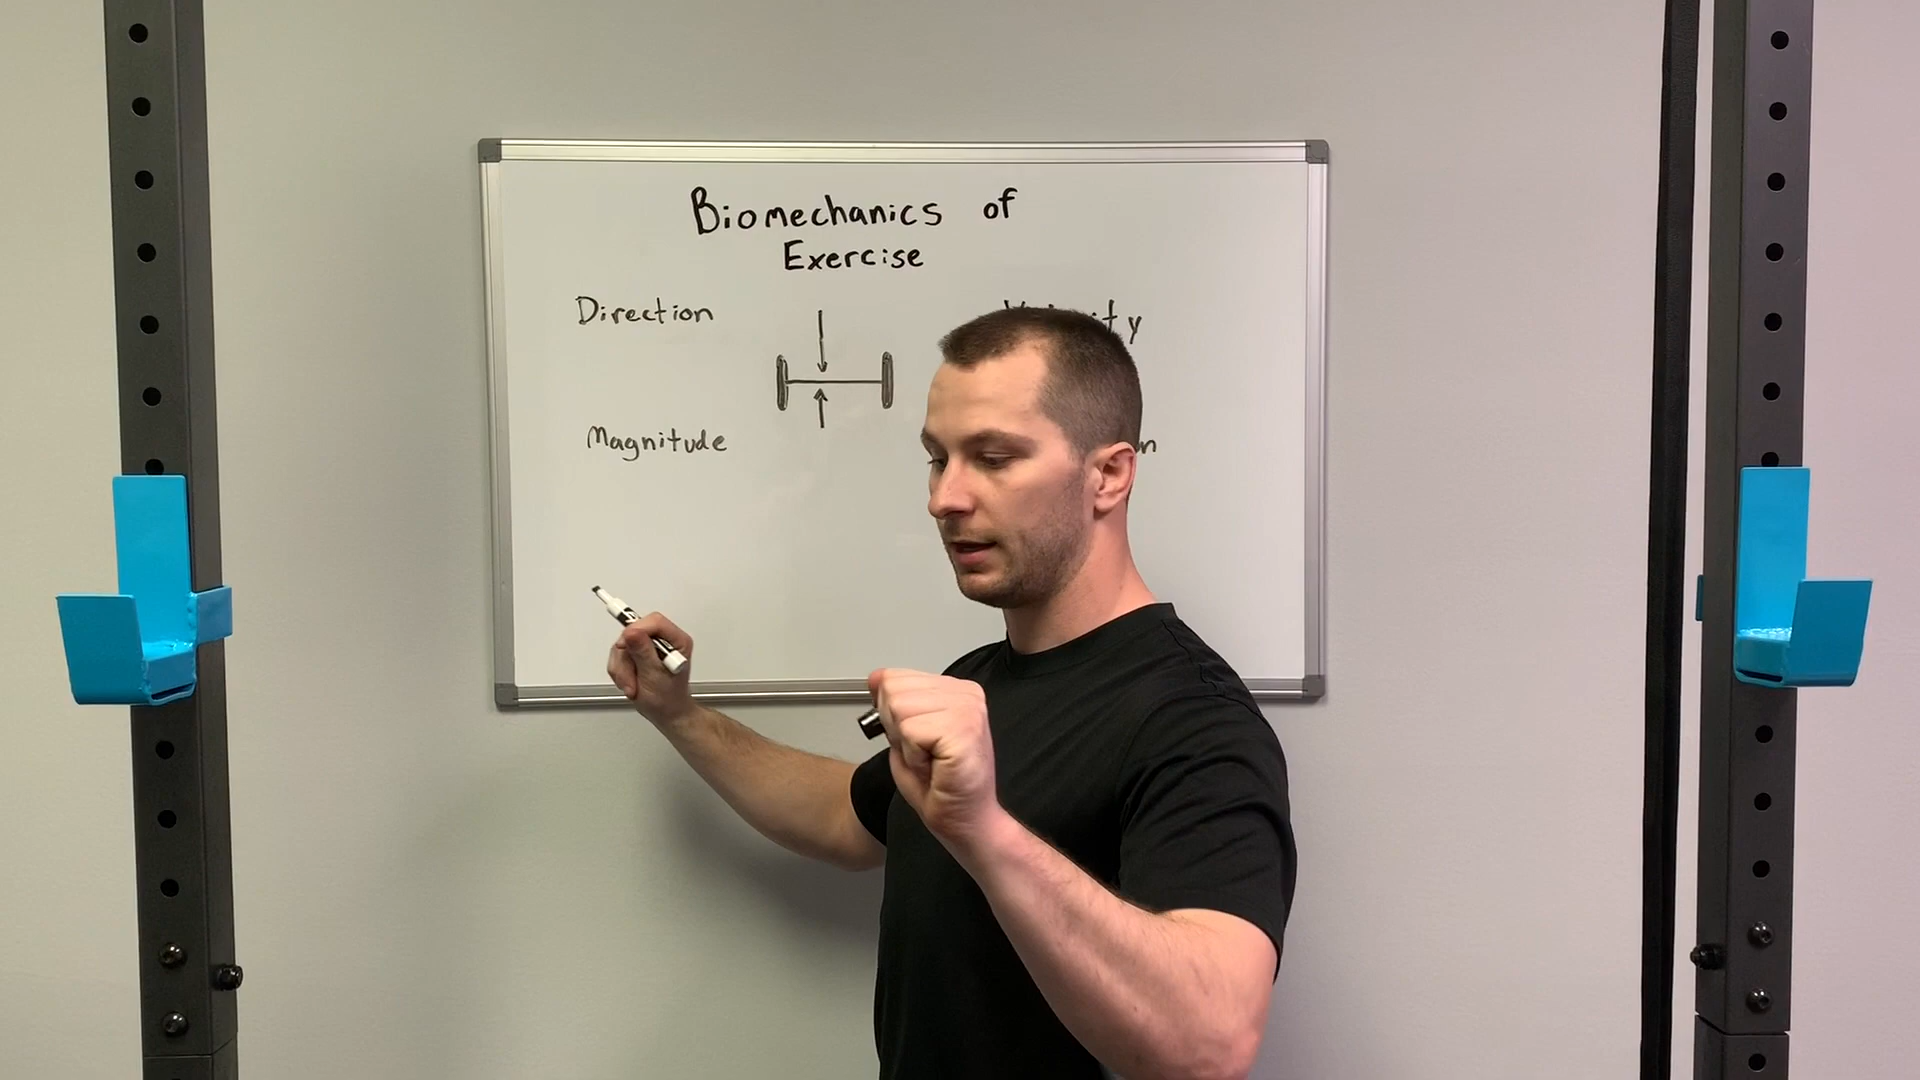 Biomechanics of
Exercise
Direction
Magnitude